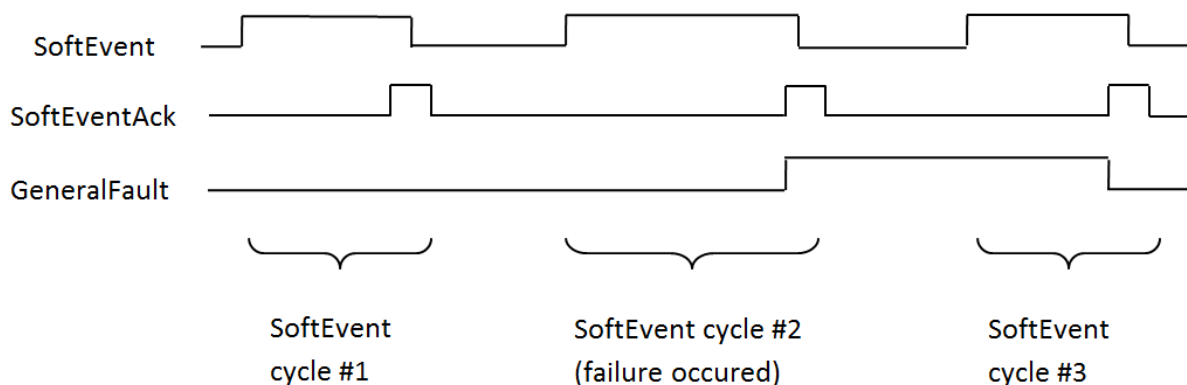 SoftEvent
SoftEventAck
GeneralFault
SoftEvent
cycle #1
SoftEvent cycle #2
(failure occured)
SoftEvent
cycle #3